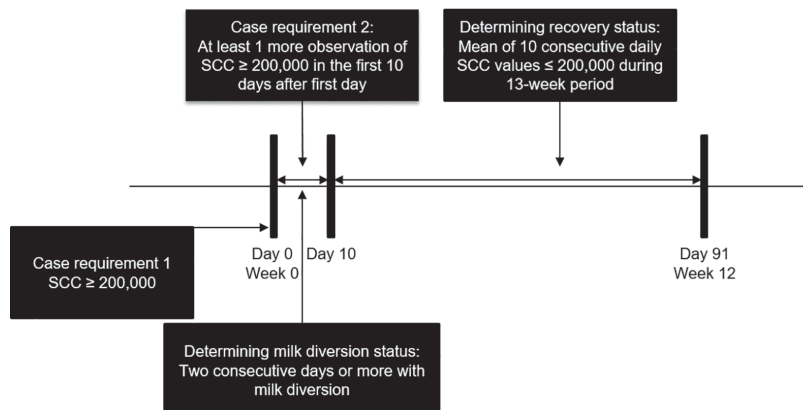 Case requirement 2:
At least 1 more observation of
SCC ≥ 200,000 in the first 10
days after first day
Determining recovery status:
Mean of 10 consecutive daily
SCC values ≤ 200,000 during
13-week period
Case requirement 1
SCC ≥ 200,000
Day 0
Week 0
Day 10
Day 91
Week 12
Determining milk diversion status:
Two consecutive days or more with
milk diversion